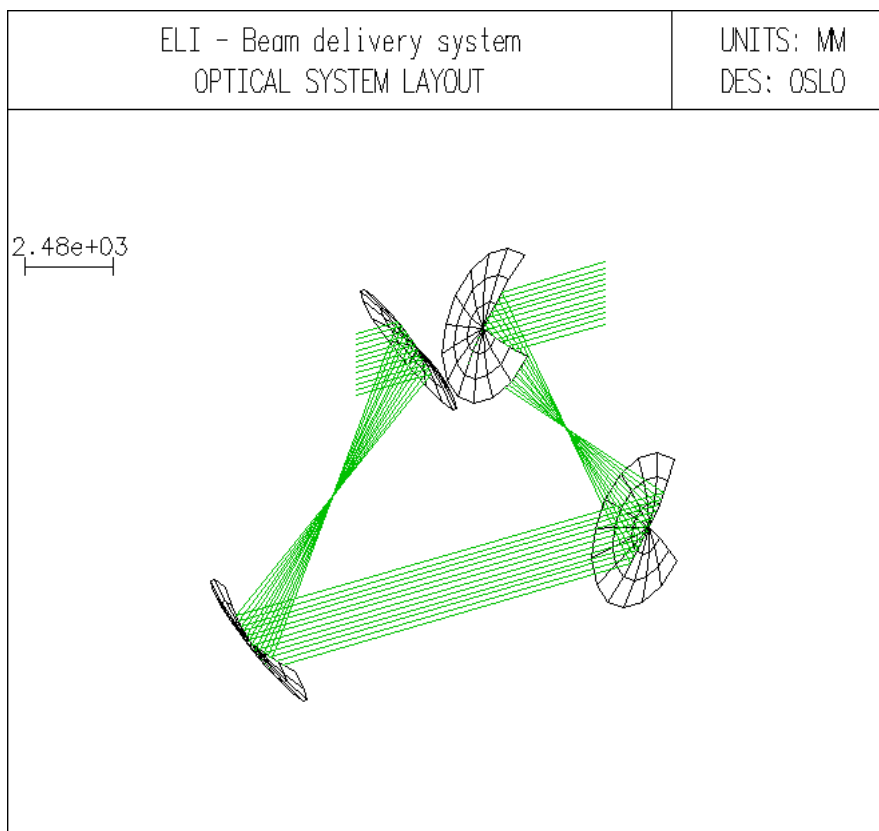 ELI - Beam delivery system
OPTICAL SYSTEM LAYOUT
UNITS: MM
DES: OSLO
2.48e+03